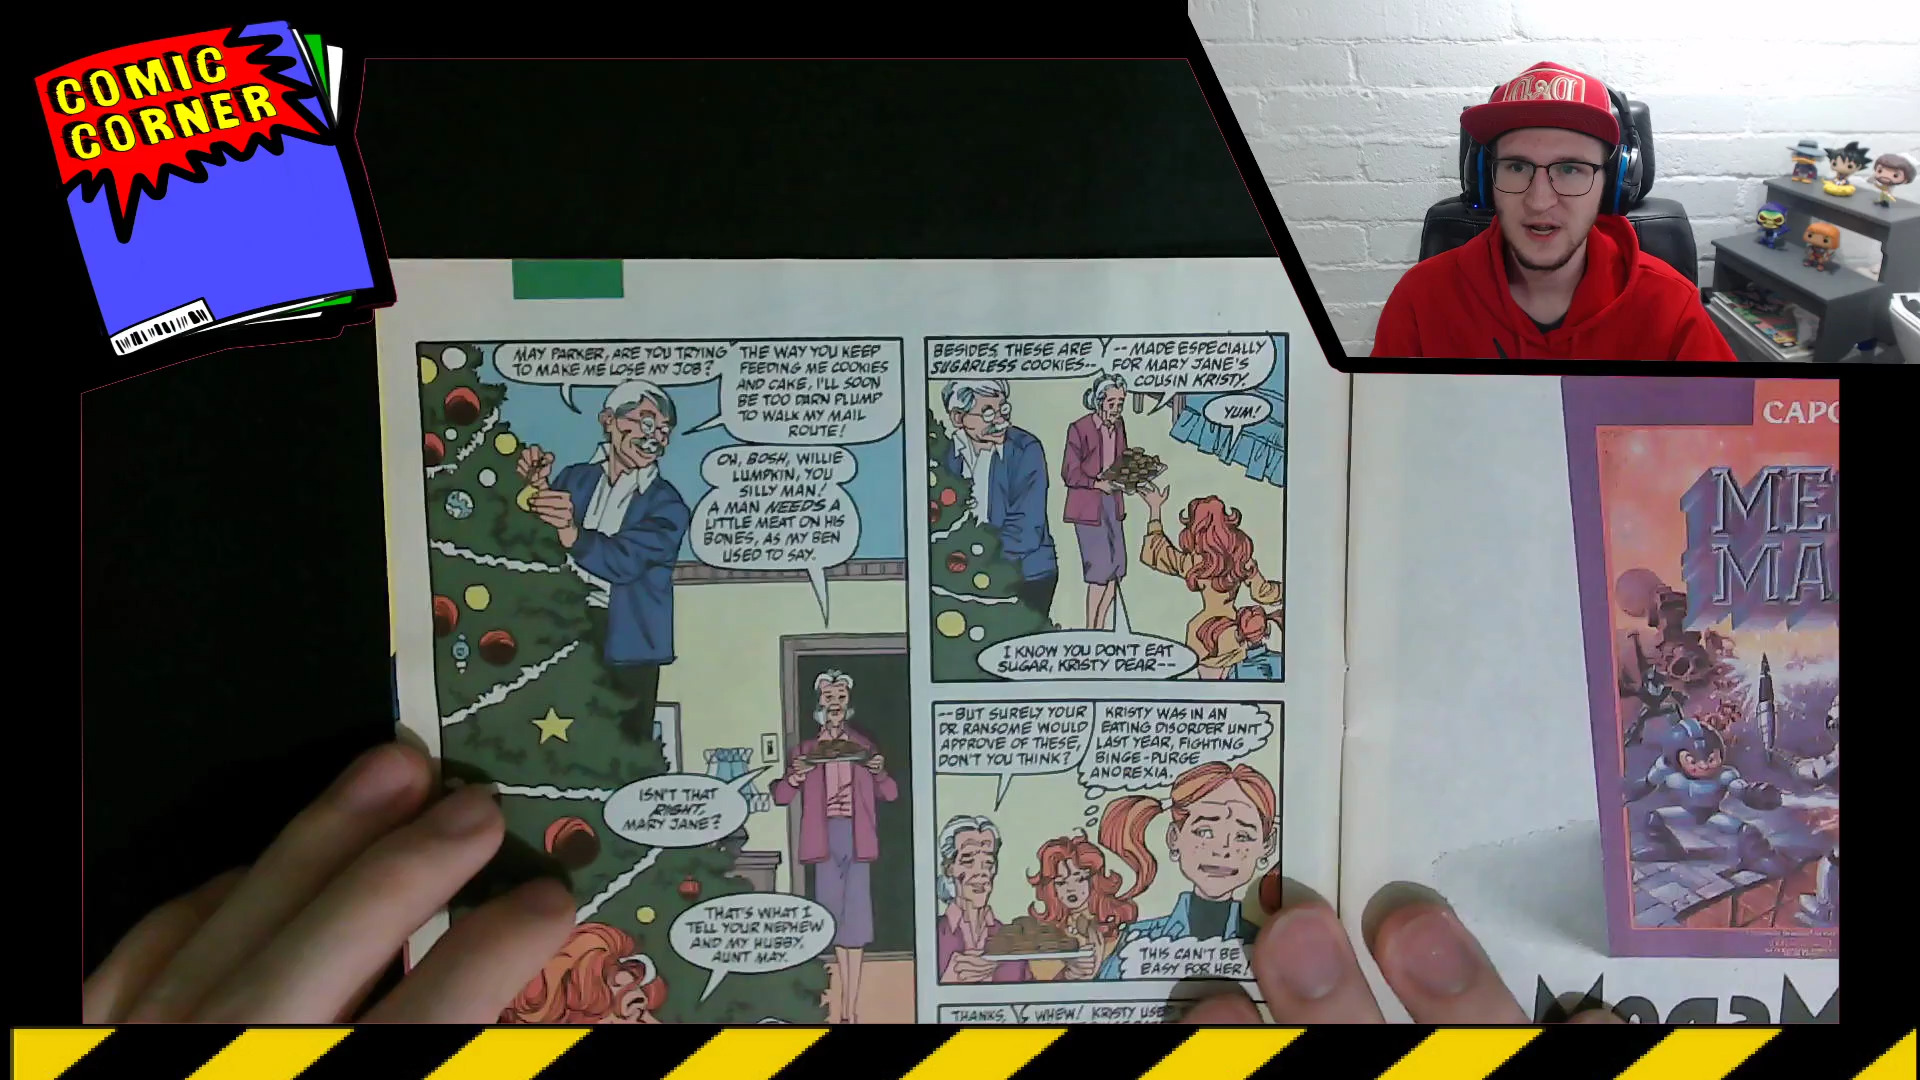 COMIC
CORNER
MAY PARKER, ARE YOU TRYING
TO MAKE ME LOSE MY JOB?
THE WAY YOU KEEP
FEEDING ME COOKIES
AND CAKE, I'LL SOON
BE TOO DARN PLUMP
TO WALK MY MAIL
ROUTE!
OH, BOSH, WILLIE
LUMPKIN, YOU
SILLY MAN!
A MAN NEEDS A
LITTLE MEAT ON HIS
BONES, AS MY BEN
USED TO SAY.
ISN'T THAT
RIGHT,
MARY JANE?
THAT'S WHAT I
TELL YOUR NEPHEW
AND MY HUBBY,
AUNT MAY.
BESIDES, THESE ARE
SUGARLESS COOKIES--
-- MADE ESPECIALLY
FOR MARY JANE'S
COUSIN KRISTY.
YUM!
I KNOW YOU DON'T EAT
SUGAR, KRISTY DEAR--
--BUT SURELY YOUR
DR. RANSOME WOULD
APPROVE OF THESE,
DON'T YOU THINK?
KRISTY WAS IN AN
EATING DISORDER UNIT
LAST YEAR, FIGHTING
BINGE-PURGE
ANOREXIA.
THIS CAN'T BE
EASY FOR HER!
THANKS,
WHEW! KRISTY USED
CAPC
ME
MA
MEGA M